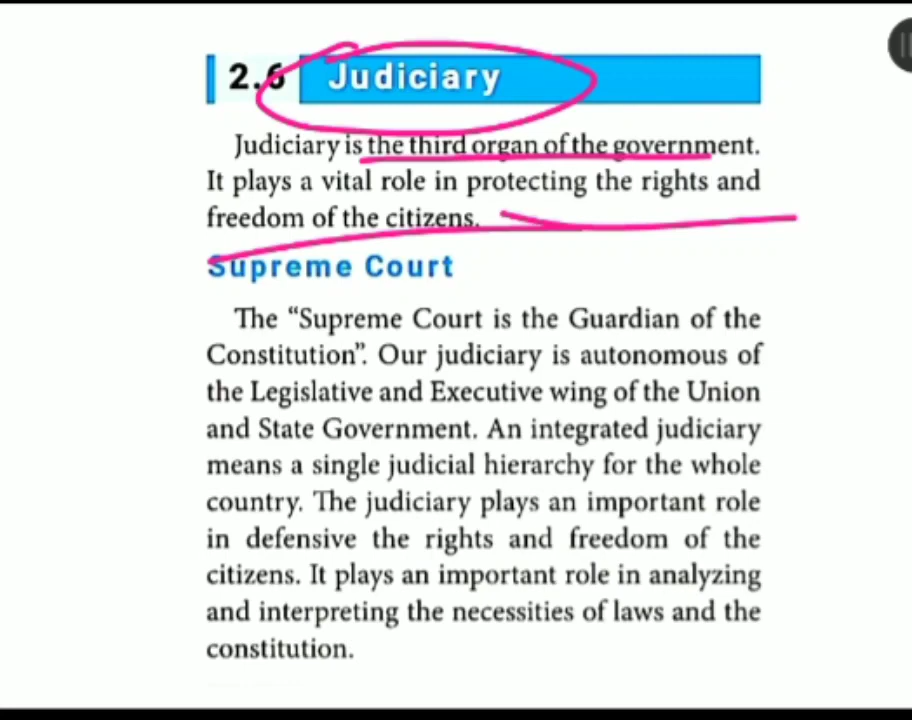 2.6 Judiciary
Judiciary is the third organ of the government.
It plays a vital role in protecting the rights and
freedom of the citizens.
Supreme Court
The “Supreme Court is the Guardian of the
Constitution”. Our judiciary is autonomous of
the Legislative and Executive wing of the Union
and State Government. An integrated judiciary
means a single judicial hierarchy for the whole
country. The judiciary plays an important role
in defensive the rights and freedom of the
citizens. It plays an important role in analyzing
and interpreting the necessities of laws and the
constitution.